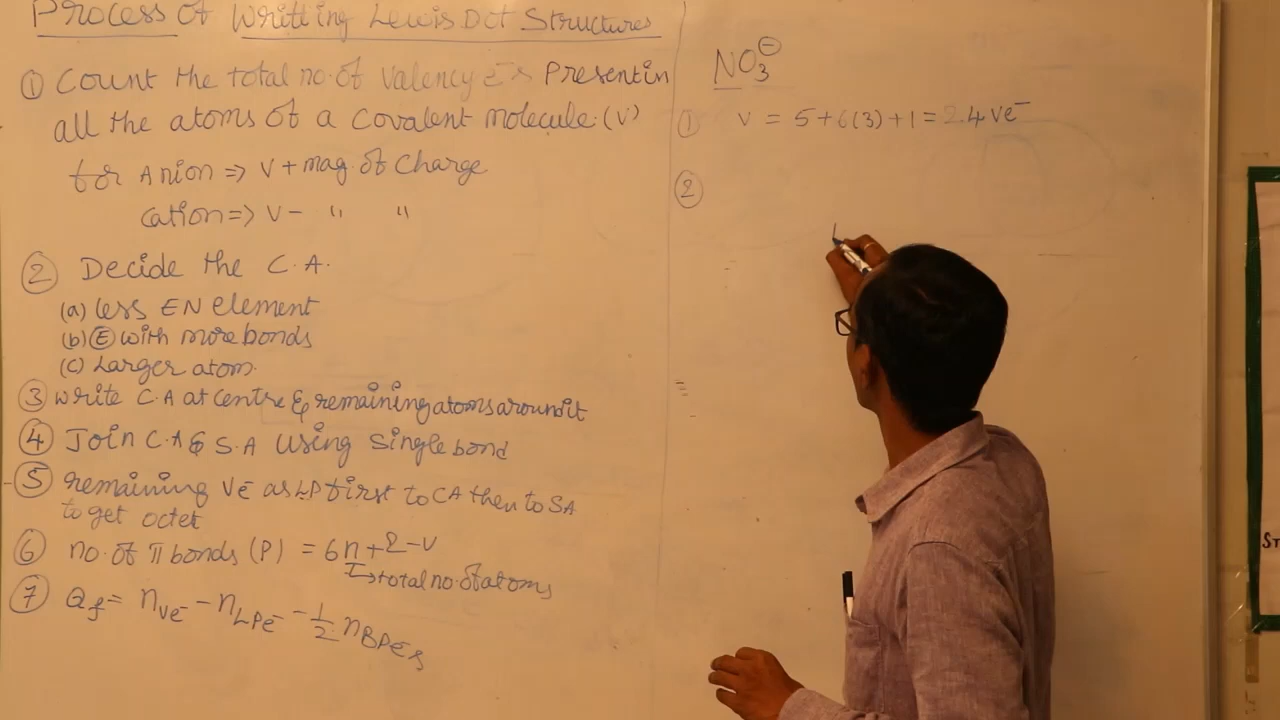 Process of Writting Lewis Dot Structures
① Count the total no. of valency e⁻s Present in
all the atoms of a covalent molecule. (V)
for Anion ⇒ V + mag. of Charge
cation ⇒ V - " "
② Decide the C.A.
(a) less EN element
(b) Ⓔ with more bonds
(c) Larger atom.
③ write C.A at centre & remaining atoms around it
④ Join C.A & S.A using single bond
⑤ remaining Ve⁻ as LP first to CA then to SA
to get octet
⑥ no. of π bonds (P) = 6n + 2 - V
↳ total no. of atoms
⑦ Q_f = n_Ve⁻ - n_LPe⁻ - 1/2 n_BPe⁻s
NO₃⊖
① V = 5+6(3)+1 = 24 Ve⁻
②
ST